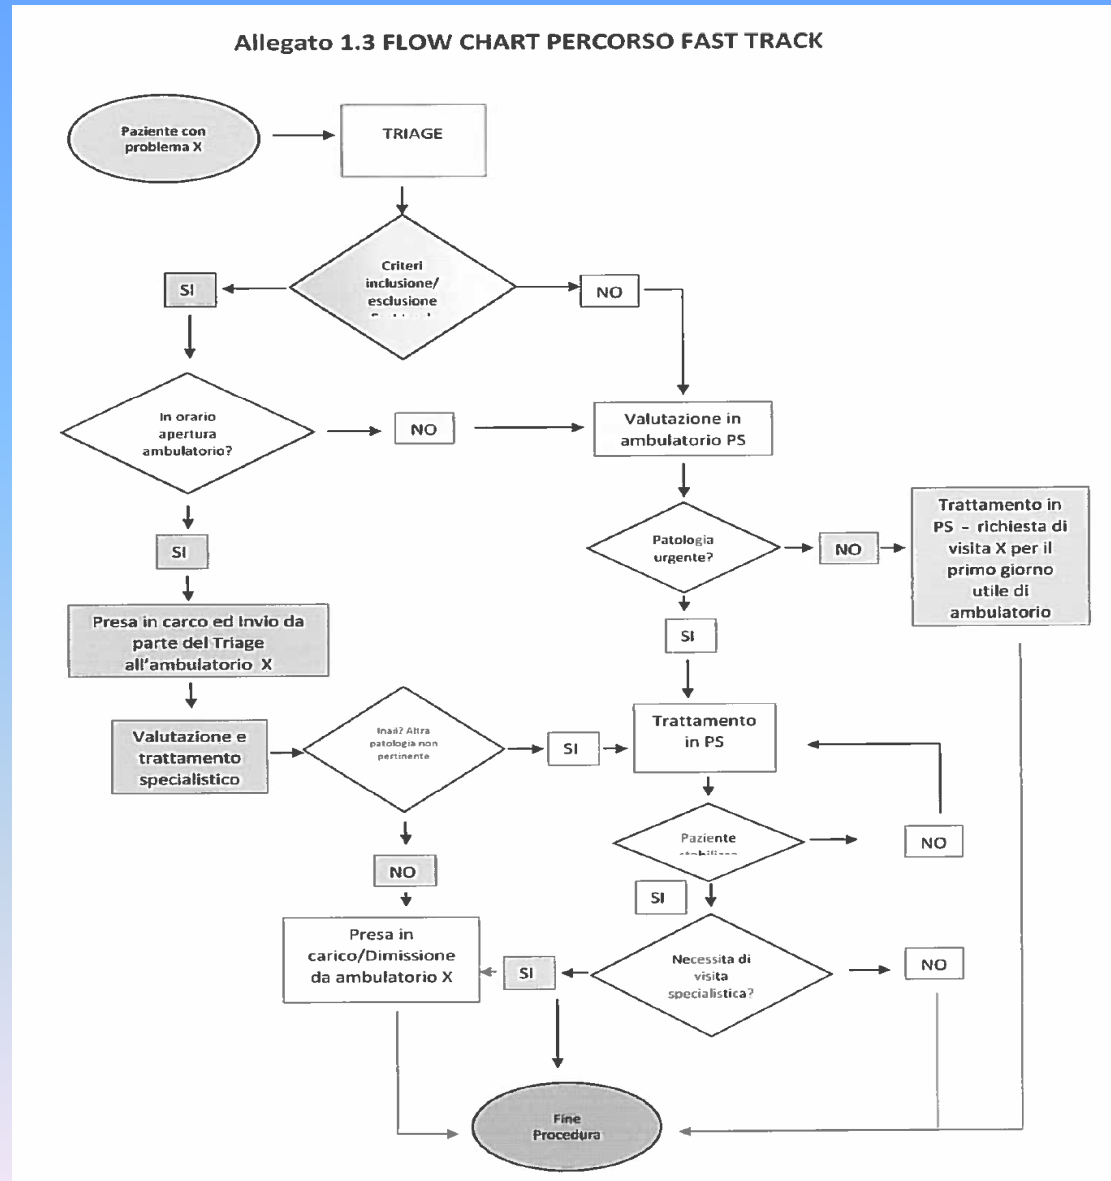 Allegato 1.3 FLOW CHART PERCORSO FAST TRACK
Paziente con
problema X
TRIAGE
Criteri
inclusione/
esclusione
SI
NO
In orario
apertura
ambulatorio?
NO
Valutazione in
ambulatorio PS
SI
Patologia
urgente?
NO
Trattamento in
PS – richiesta di
visita X per il
primo giorno
utile di
ambulatorio
SI
Presa in carco ed Invio da
parte del Triage
all'ambulatorio X
Valutazione e
trattamento
specialistico
Inail? Altra
patologia non
pertinente
SI
Trattamento
in PS
NO
Paziente
NO
SI
Presa in
carico/Dimissione
da ambulatorio X
SI
Necessita di
visita
specialistica?
NO
Fine
Procedura